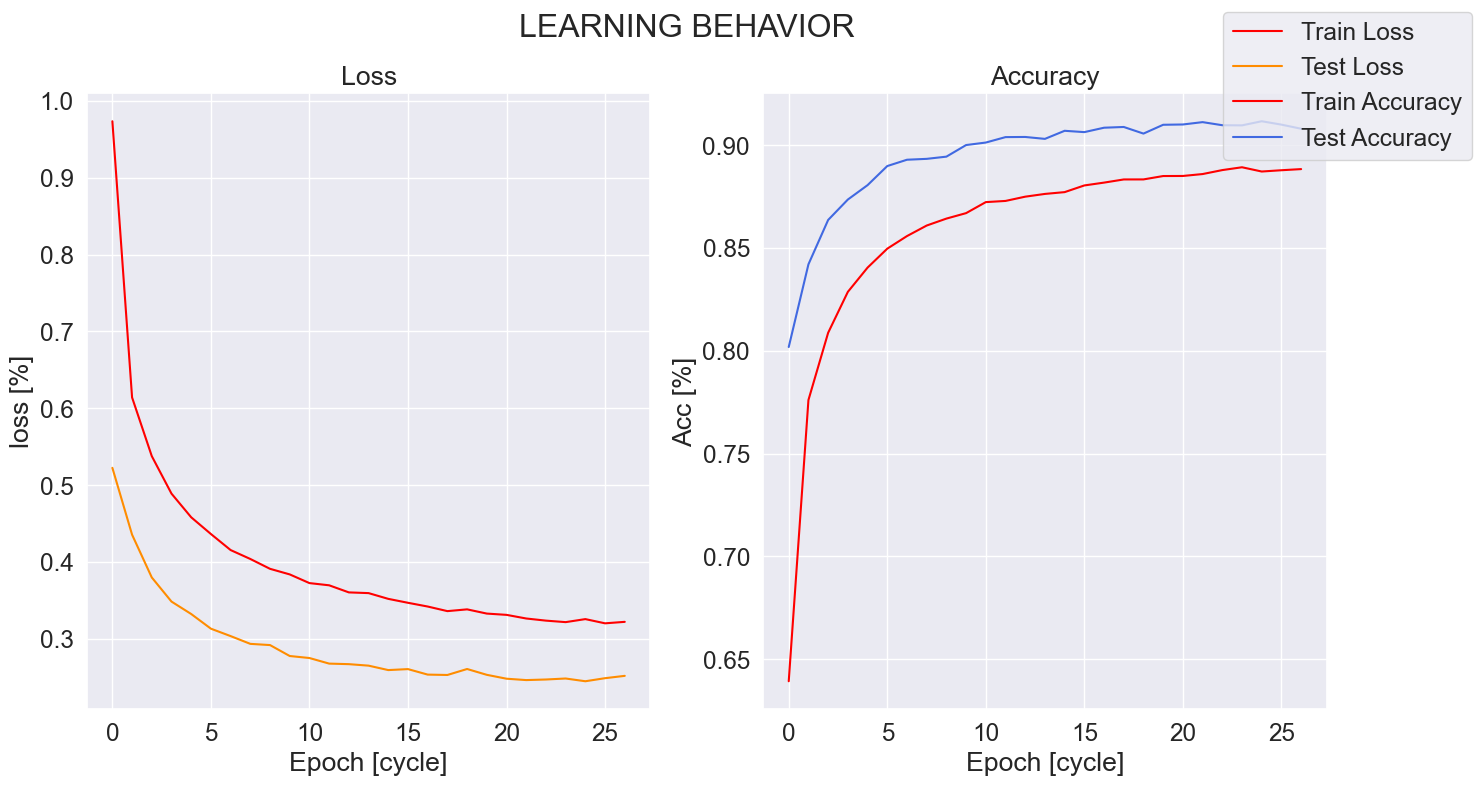 LEARNING BEHAVIOR
Train Loss
Test Loss
Train Accuracy
Test Accuracy
Loss
1.0
0.9
0.8
0.7
0.6
0.5
0.4
0.3
loss [%]
0 5 10 15 20 25
Epoch [cycle]
Accuracy
0.90
0.85
0.80
0.75
0.70
0.65
Acc [%]
0 5 10 15 20 25
Epoch [cycle]